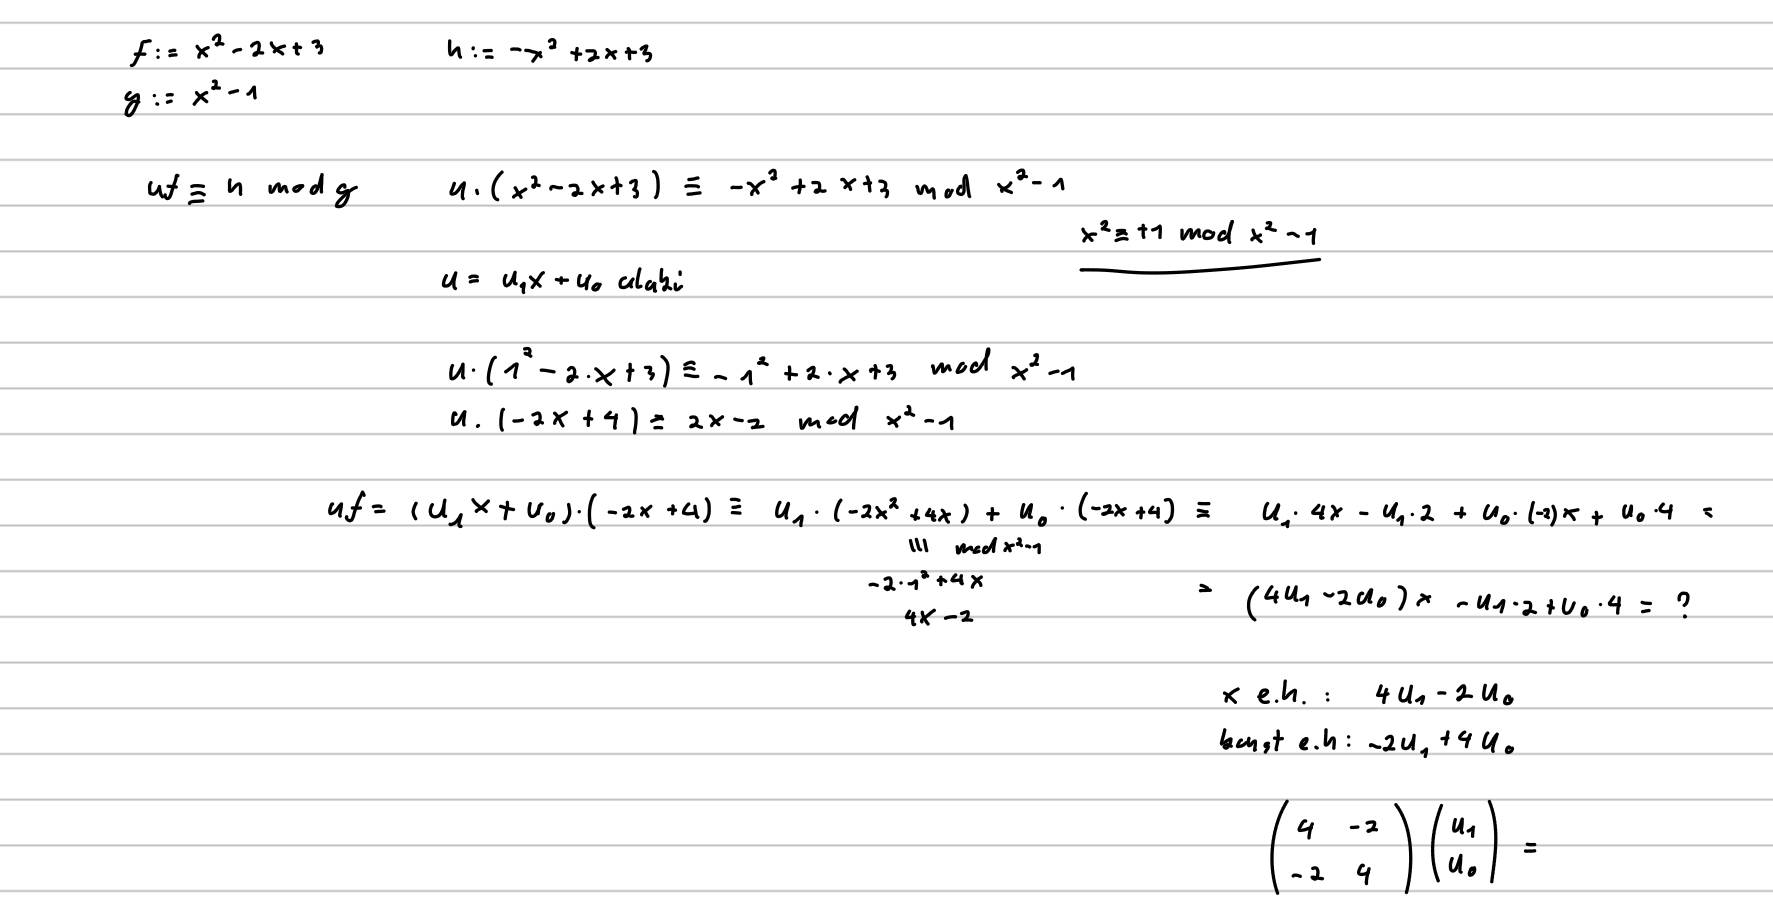 f := x² - 2x + 3    h := -x² + 2x + 3
g := x² - 1
uf ≡ h mod g    u · (x² - 2x + 3) ≡ -x² + 2x + 3 mod x² - 1
x² ≡ +1 mod x² - 1
u = u₁x + u₀ alaki
u · (1² - 2·x + 3) ≡ -1² + 2·x + 3 mod x² - 1
u · (-2x + 4) ≡ 2x - 2 mod x² - 1
uf = (u₁x + u₀)·(-2x + 4) ≡ u₁·(-2x² + 4x) + u₀·(-2x + 4) ≡ u₁·4x - u₁·2 + u₀·(-2)x + u₀·4 =
||| mod x² - 1
-2·1² + 4x
= (4u₁ - 2u₀)x - u₁·2 + u₀·4 = ?
4x - 2
x e.h. : 4u₁ - 2u₀
konst e.h : -2u₁ + 4u₀
( 4 -2 ) ( u₁ ) =
( -2 4 ) ( u₀ )